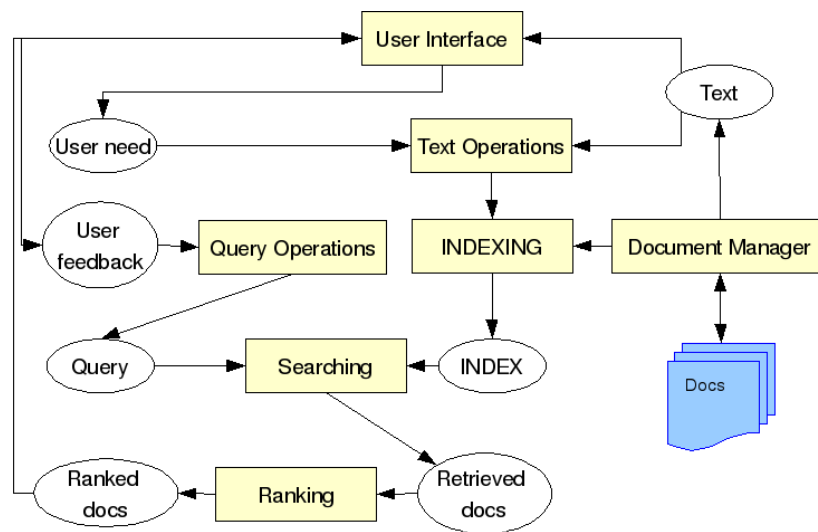 User Interface
Text
User need
Text Operations
User
feedback
Query Operations
INDEXING
Document Manager
Query
Searching
INDEX
Docs
Ranked
docs
Ranking
Retrieved
docs